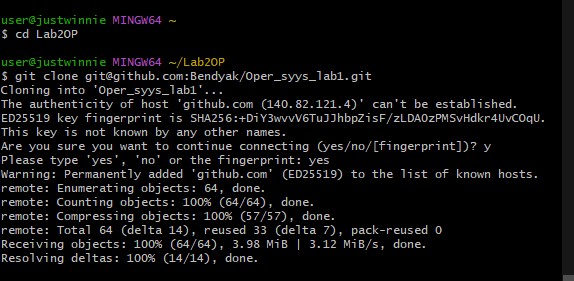 user@justwinnie MINGW64 ~
$ cd Lab2OP
user@justwinnie MINGW64 ~/Lab2OP
$ git clone git@github.com:Bendyak/Oper_syys_lab1.git
Cloning into 'Oper_syys_lab1'...
The authenticity of host 'github.com (140.82.121.4)' can't be established.
ED25519 key fingerprint is SHA256:+DiY3wvvV6TuJJhbpZisF/zLDA0zPMSvHdkr4UvCOqU.
This key is not known by any other names.
Are you sure you want to continue connecting (yes/no/[fingerprint])? y
Please type 'yes', 'no' or the fingerprint: yes
Warning: Permanently added 'github.com' (ED25519) to the list of known hosts.
remote: Enumerating objects: 64, done.
remote: Counting objects: 100% (64/64), done.
remote: Compressing objects: 100% (57/57), done.
remote: Total 64 (delta 14), reused 33 (delta 7), pack-reused 0
Receiving objects: 100% (64/64), 3.98 MiB | 3.12 MiB/s, done.
Resolving deltas: 100% (14/14), done.